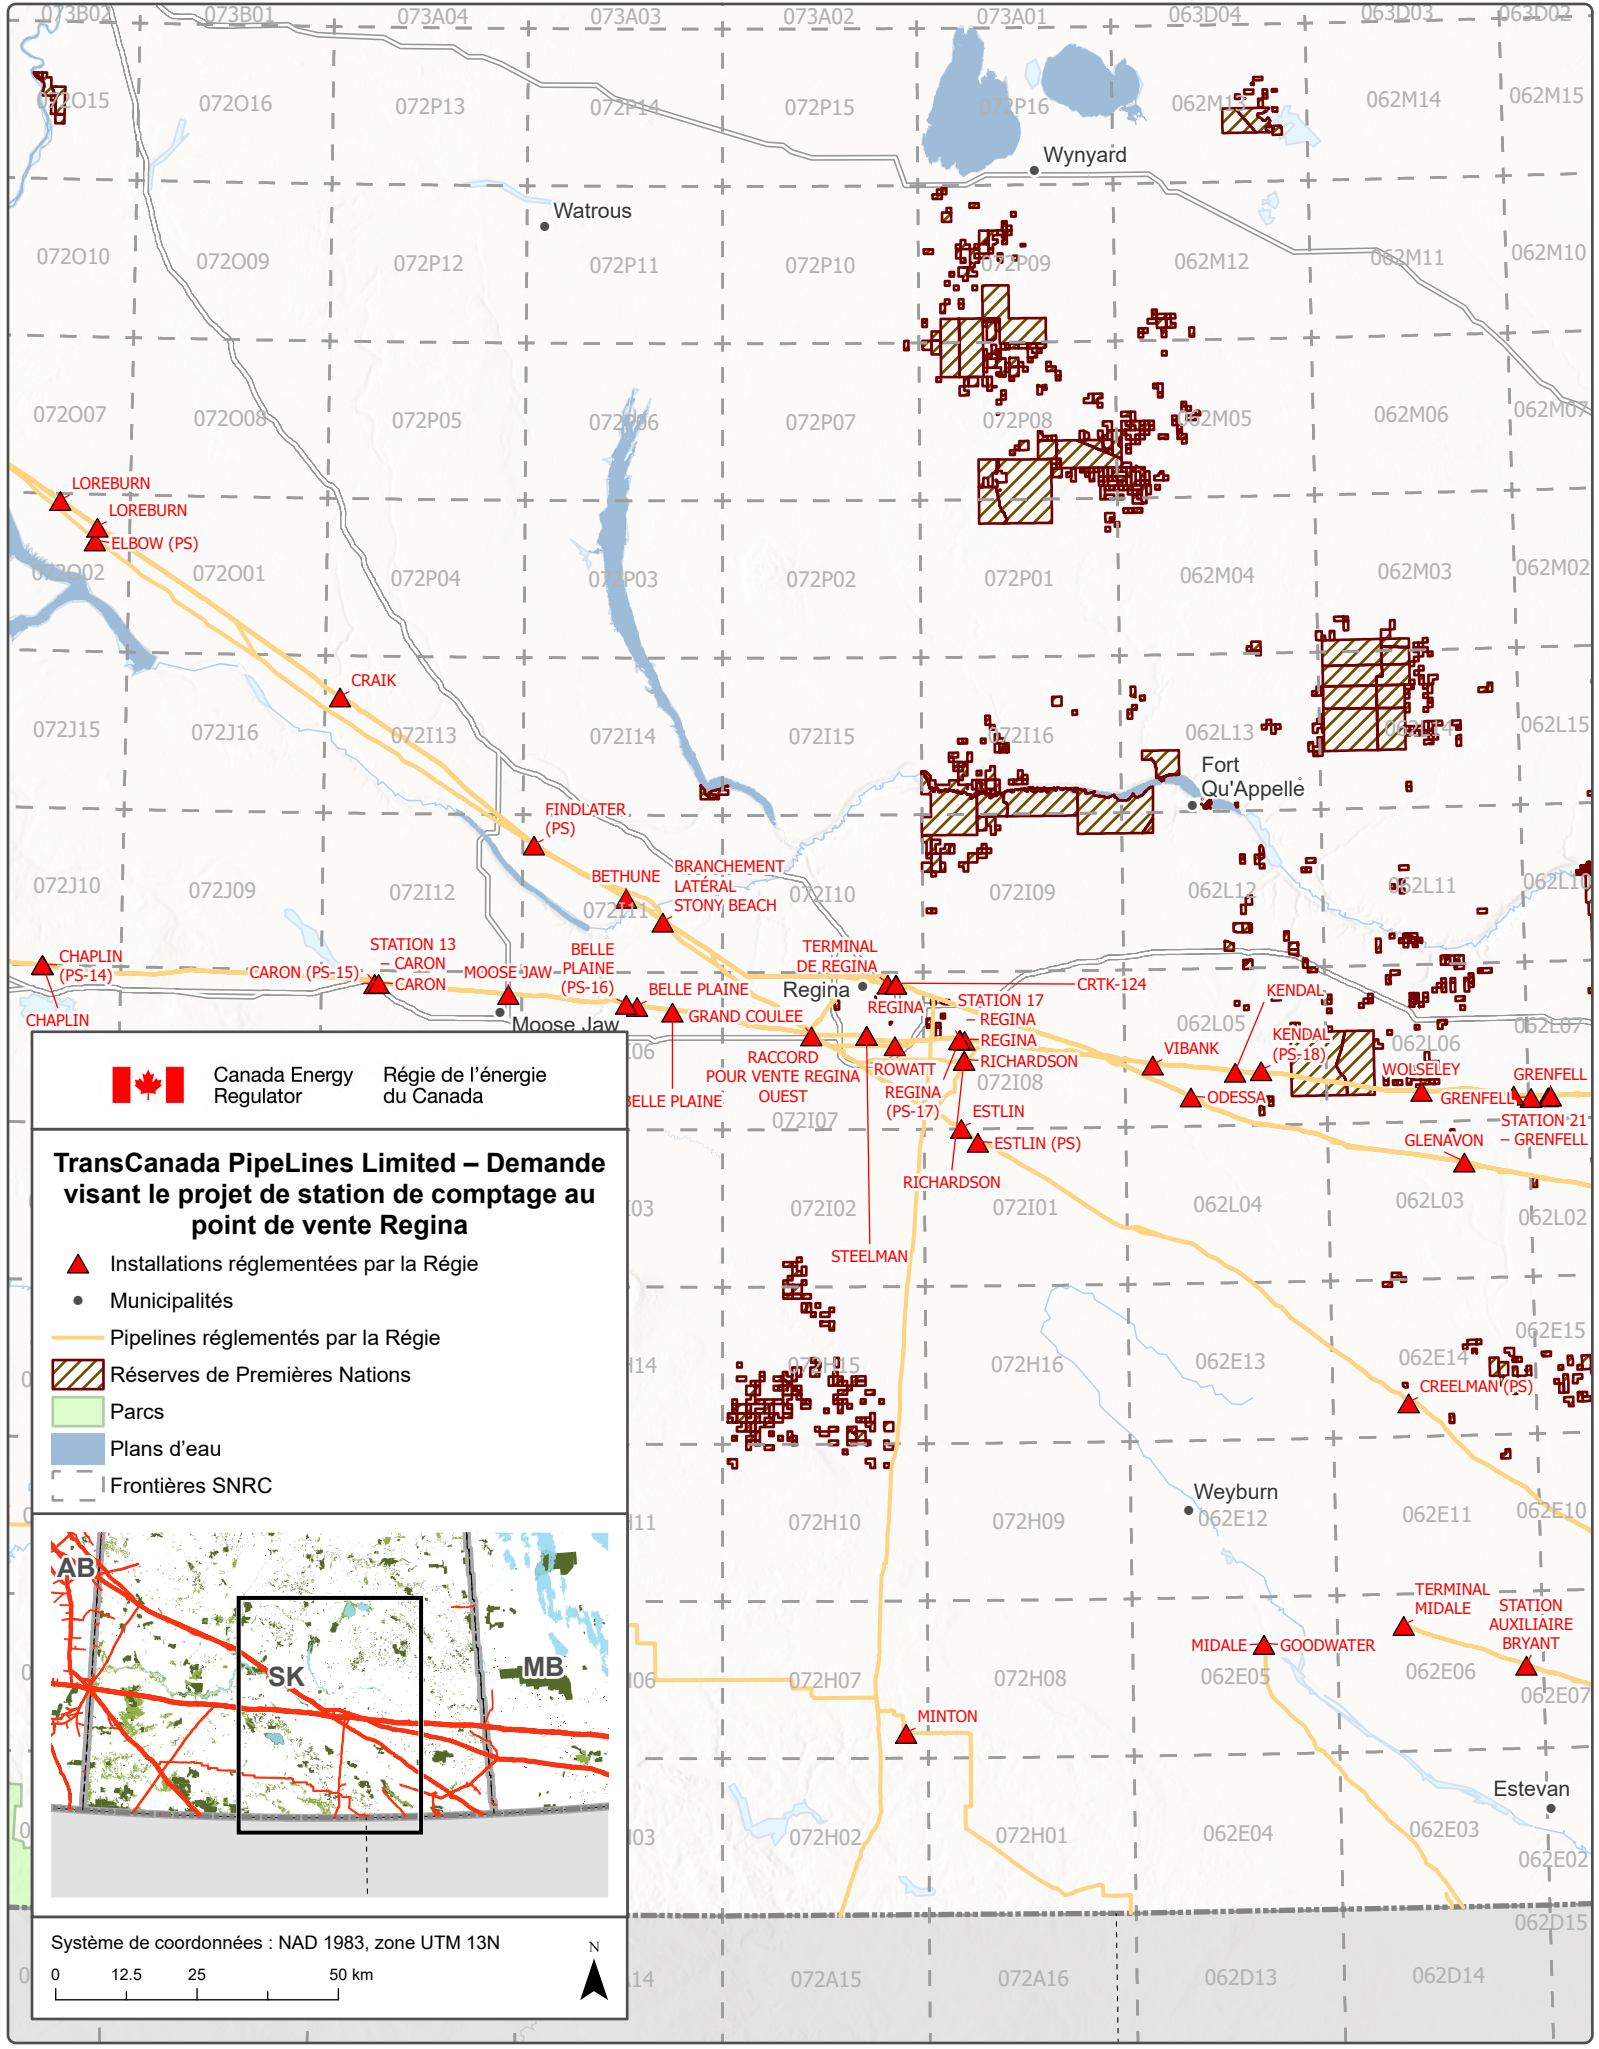 073B02
073B01
073A04
073A03
073A02
073A01
063D04
063D03
063D02
072O15
072O16
072P13
072P14
072P15
072P16
062M13
062M14
062M15
Wynyard
Watrous
072O10
072O09
072P12
072P11
072P10
072P09
062M12
062M11
062M10
072O07
072O08
072P05
072P06
072P07
072P08
062M05
062M06
062M07
LOREBURN
LOREBURN
ELBOW (PS)
072O02
072O01
072P04
072P03
072P02
072P01
062M04
062M03
062M02
CRAIK
072J15
072J16
072I13
072I14
072I15
072I16
062L13
062L14
062L15
Fort
Qu'Appelle
FINDLATER
(PS)
BETHUNE
BRANCHEMENT
LATÉRAL
STONY BEACH
072J10
072J09
072I12
072I11
072I10
072I09
062L12
062L11
062L10
CHAPLIN
(PS-14)
CHAPLIN
CARON (PS-15)
STATION 13
– CARON
CARON
MOOSE JAW
Moose Jaw
BELLE
PLAINE
(PS-16)
BELLE PLAINE
GRAND COULEE
BELLE PLAINE
TERMINAL
DE REGINA
Regina
REGINA
CRTK-124
STATION 17
– REGINA
REGINA
RICHARDSON
RACCORD
POUR VENTE REGINA
OUEST
ROWATT
REGINA
(PS-17)
072I08
072I07
ESTLIN
ESTLIN (PS)
RICHARDSON
STEELMAN
KENDAL
062L05
KENDAL
(PS-18)
VIBANK
ODESSA
062L06
062L07
WOLSELEY
GRENFELL
GRENFELL
STATION 21
– GRENFELL
GLENAVON
I06
I03
072I02
072I01
062L04
062L03
062L02
Canada Energy
Regulator
Régie de l'énergie
du Canada
TransCanada PipeLines Limited – Demande
visant le projet de station de comptage au
point de vente Regina
Installations réglementées par la Régie
Municipalités
Pipelines réglementés par la Régie
Réserves de Premières Nations
Parcs
Plans d'eau
Frontières SNRC
H14
072H15
072H16
062E13
062E14
062E15
CREELMAN (PS)
Weyburn
H11
072H10
072H09
062E12
062E11
062E10
TERMINAL
MIDALE
STATION
AUXILIAIRE
BRYANT
MIDALE
GOODWATER
H06
072H07
072H08
062E05
062E06
062E07
MINTON
Estevan
H03
072H02
072H01
062E04
062E03
062E02
AB
SK
MB
062D15
A14
072A15
072A16
062D13
062D14
Système de coordonnées : NAD 1983, zone UTM 13N
0
12.5
25
50 km
N